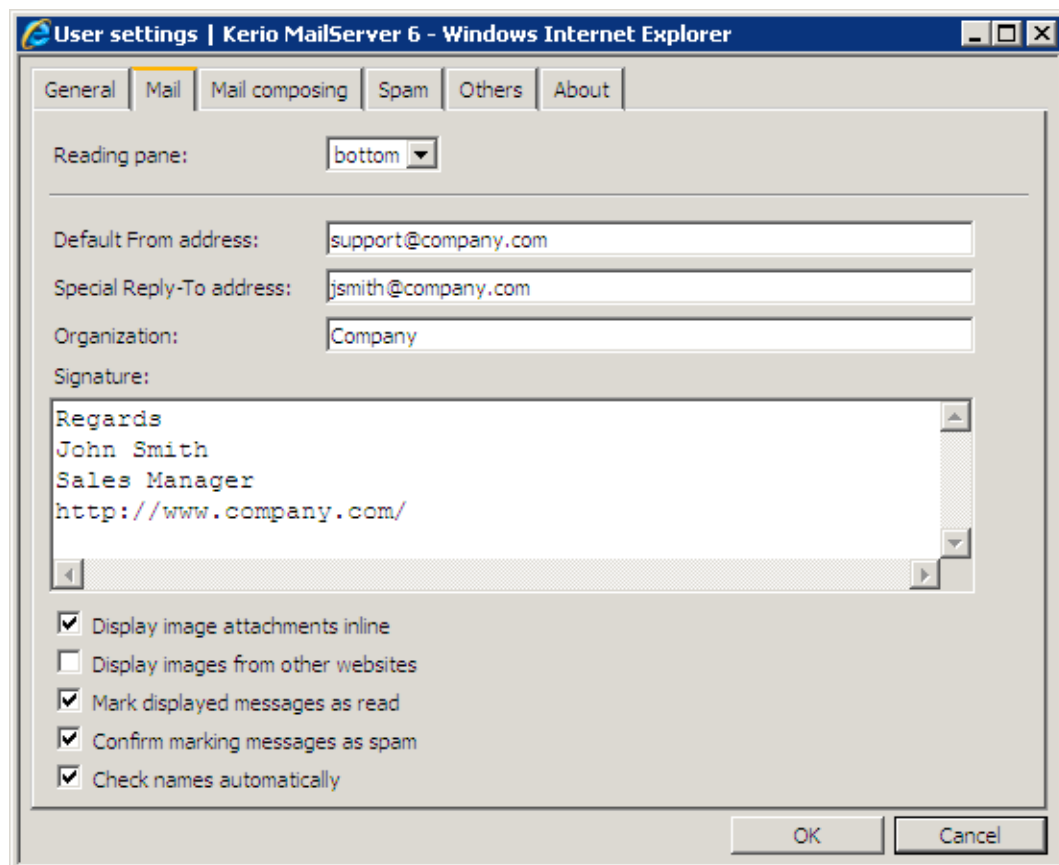 User settings | Kerio MailServer 6 - Windows Internet Explorer
General Mail Mail composing Spam Others About
Reading pane: bottom
Default From address: support@company.com
Special Reply-To address: jsmith@company.com
Organization: Company
Signature:
Regards
John Smith
Sales Manager
http://www.company.com/
Display image attachments inline
Display images from other websites
Mark displayed messages as read
Confirm marking messages as spam
Check names automatically
OK Cancel